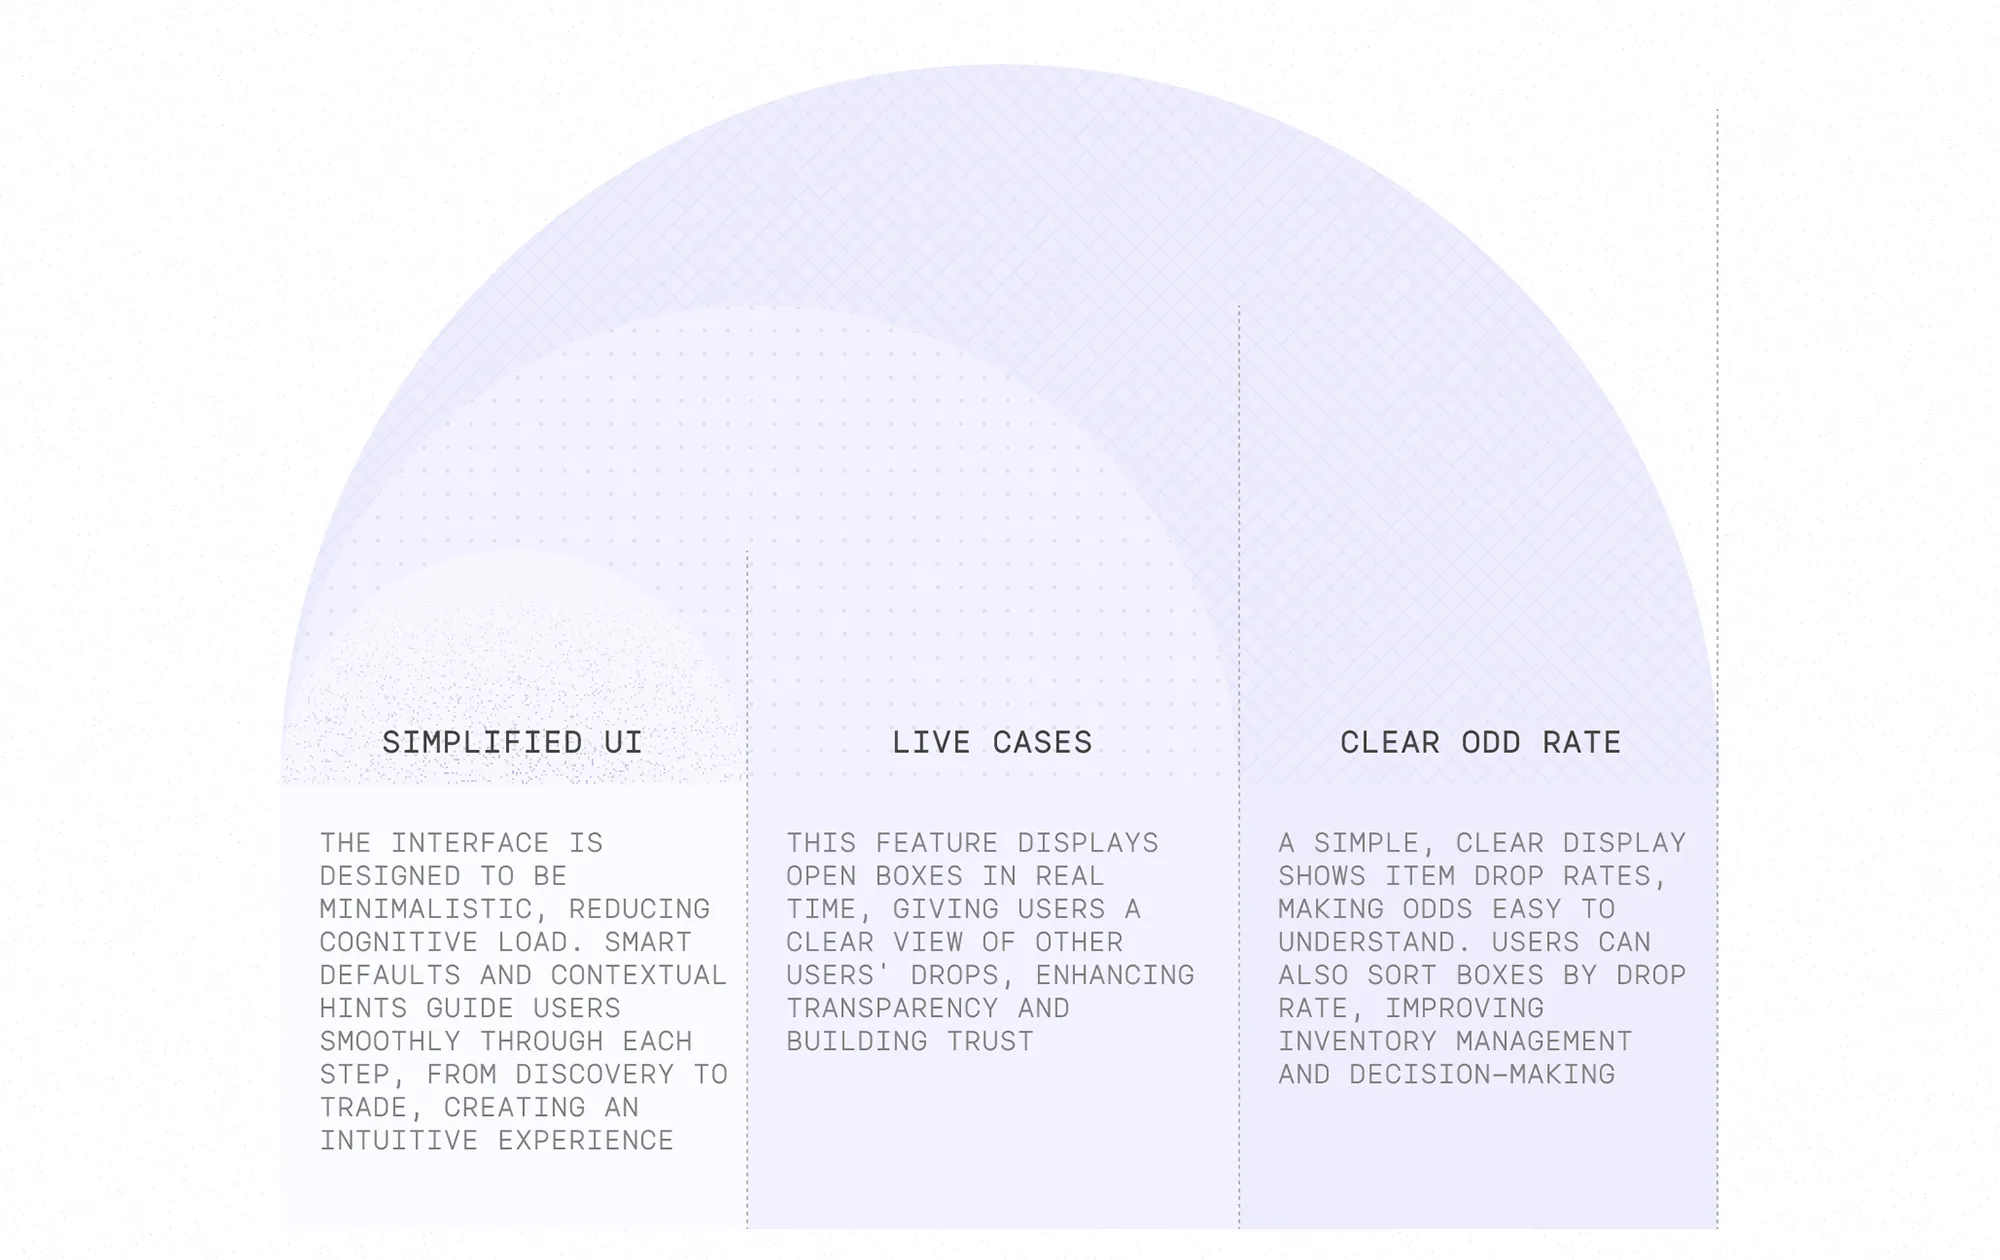 SIMPLIFIED UI
THE INTERFACE IS
DESIGNED TO BE
MINIMALISTIC, REDUCING
COGNITIVE LOAD. SMART
DEFAULTS AND CONTEXTUAL
HINTS GUIDE USERS
SMOOTHLY THROUGH EACH
STEP, FROM DISCOVERY TO
TRADE, CREATING AN
INTUITIVE EXPERIENCE
LIVE CASES
THIS FEATURE DISPLAYS
OPEN BOXES IN REAL
TIME, GIVING USERS A
CLEAR VIEW OF OTHER
USERS' DROPS, ENHANCING
TRANSPARENCY AND
BUILDING TRUST
CLEAR ODD RATE
A SIMPLE, CLEAR DISPLAY
SHOWS ITEM DROP RATES,
MAKING ODDS EASY TO
UNDERSTAND. USERS CAN
ALSO SORT BOXES BY DROP
RATE, IMPROVING
INVENTORY MANAGEMENT
AND DECISION–MAKING